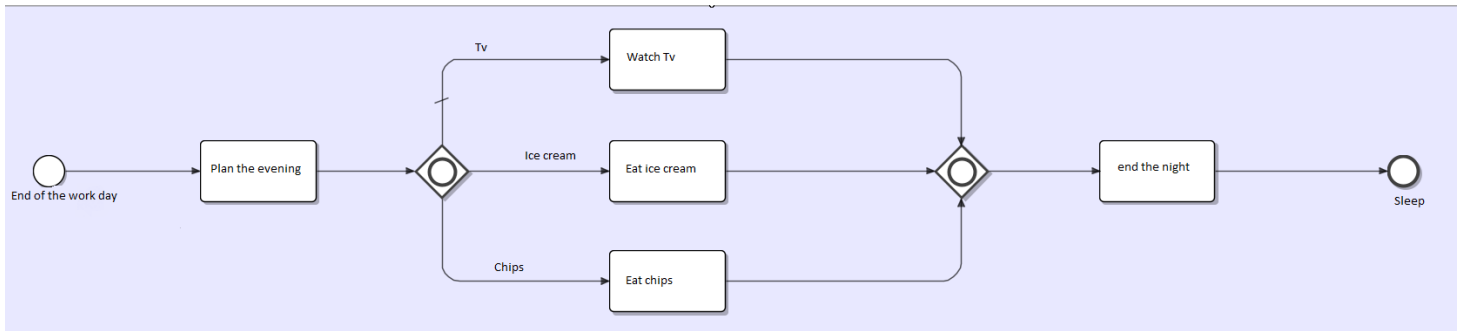 Tv
Watch Tv
End of the work day
Plan the evening
Ice cream
Eat ice cream
end the night
Sleep
Chips
Eat chips